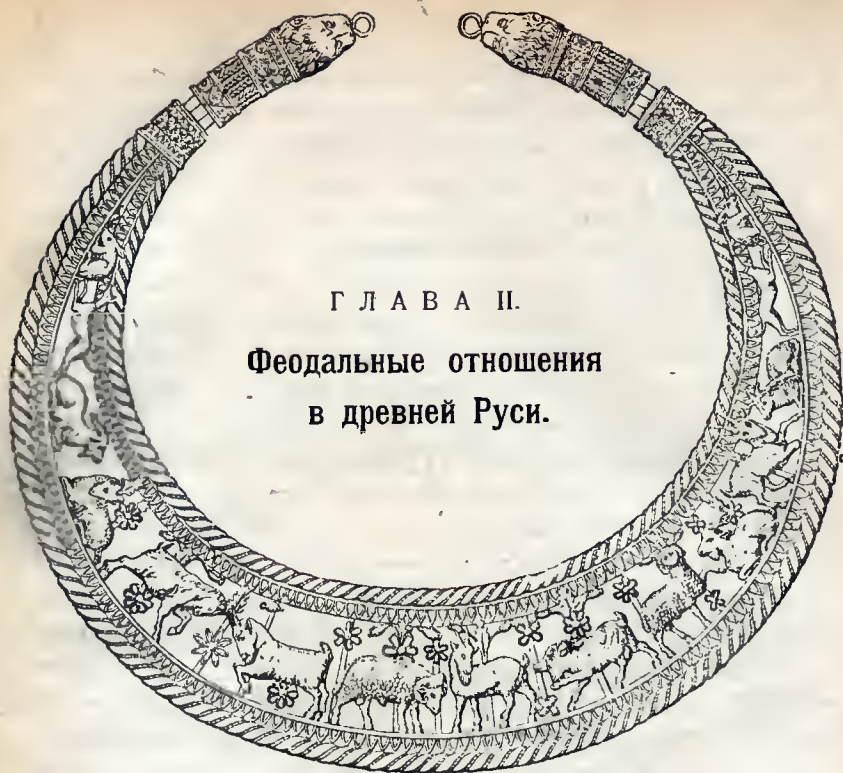 ГЛАВА II.
Феодальные отношения
в древней Руси.